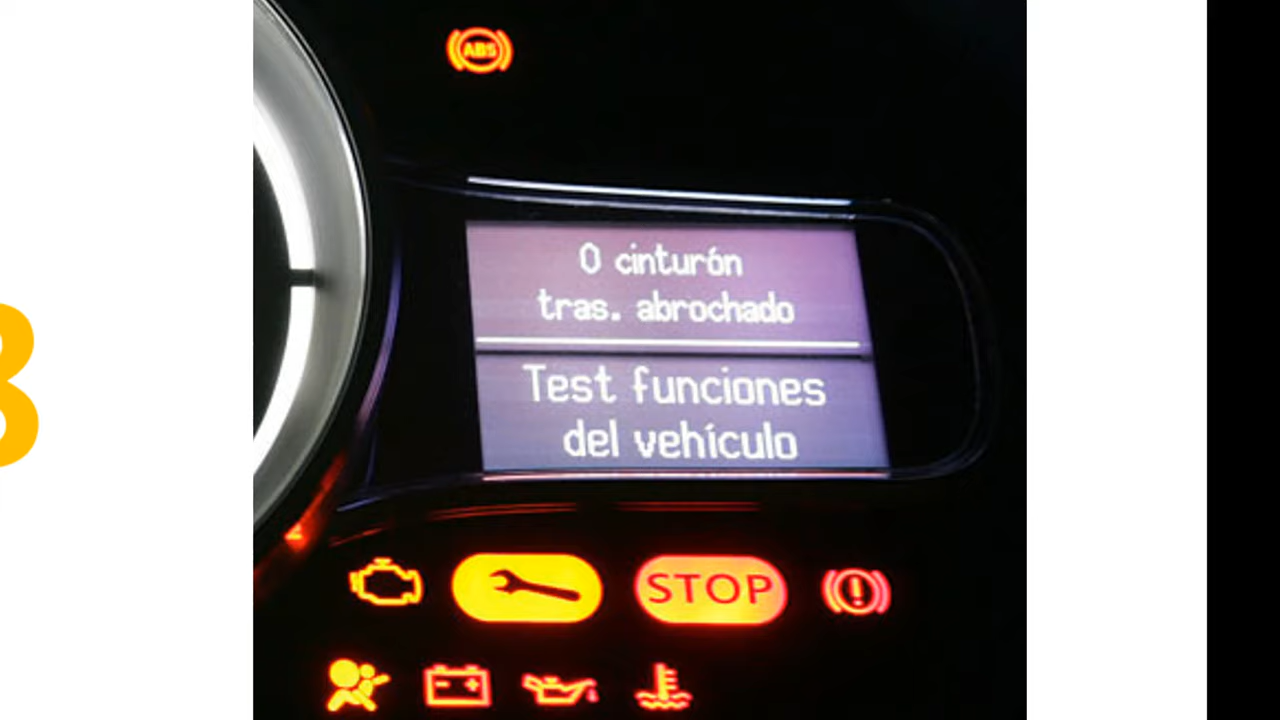 ABS
0 cinturón
tras. abrochado
Test funciones
del vehículo
STOP